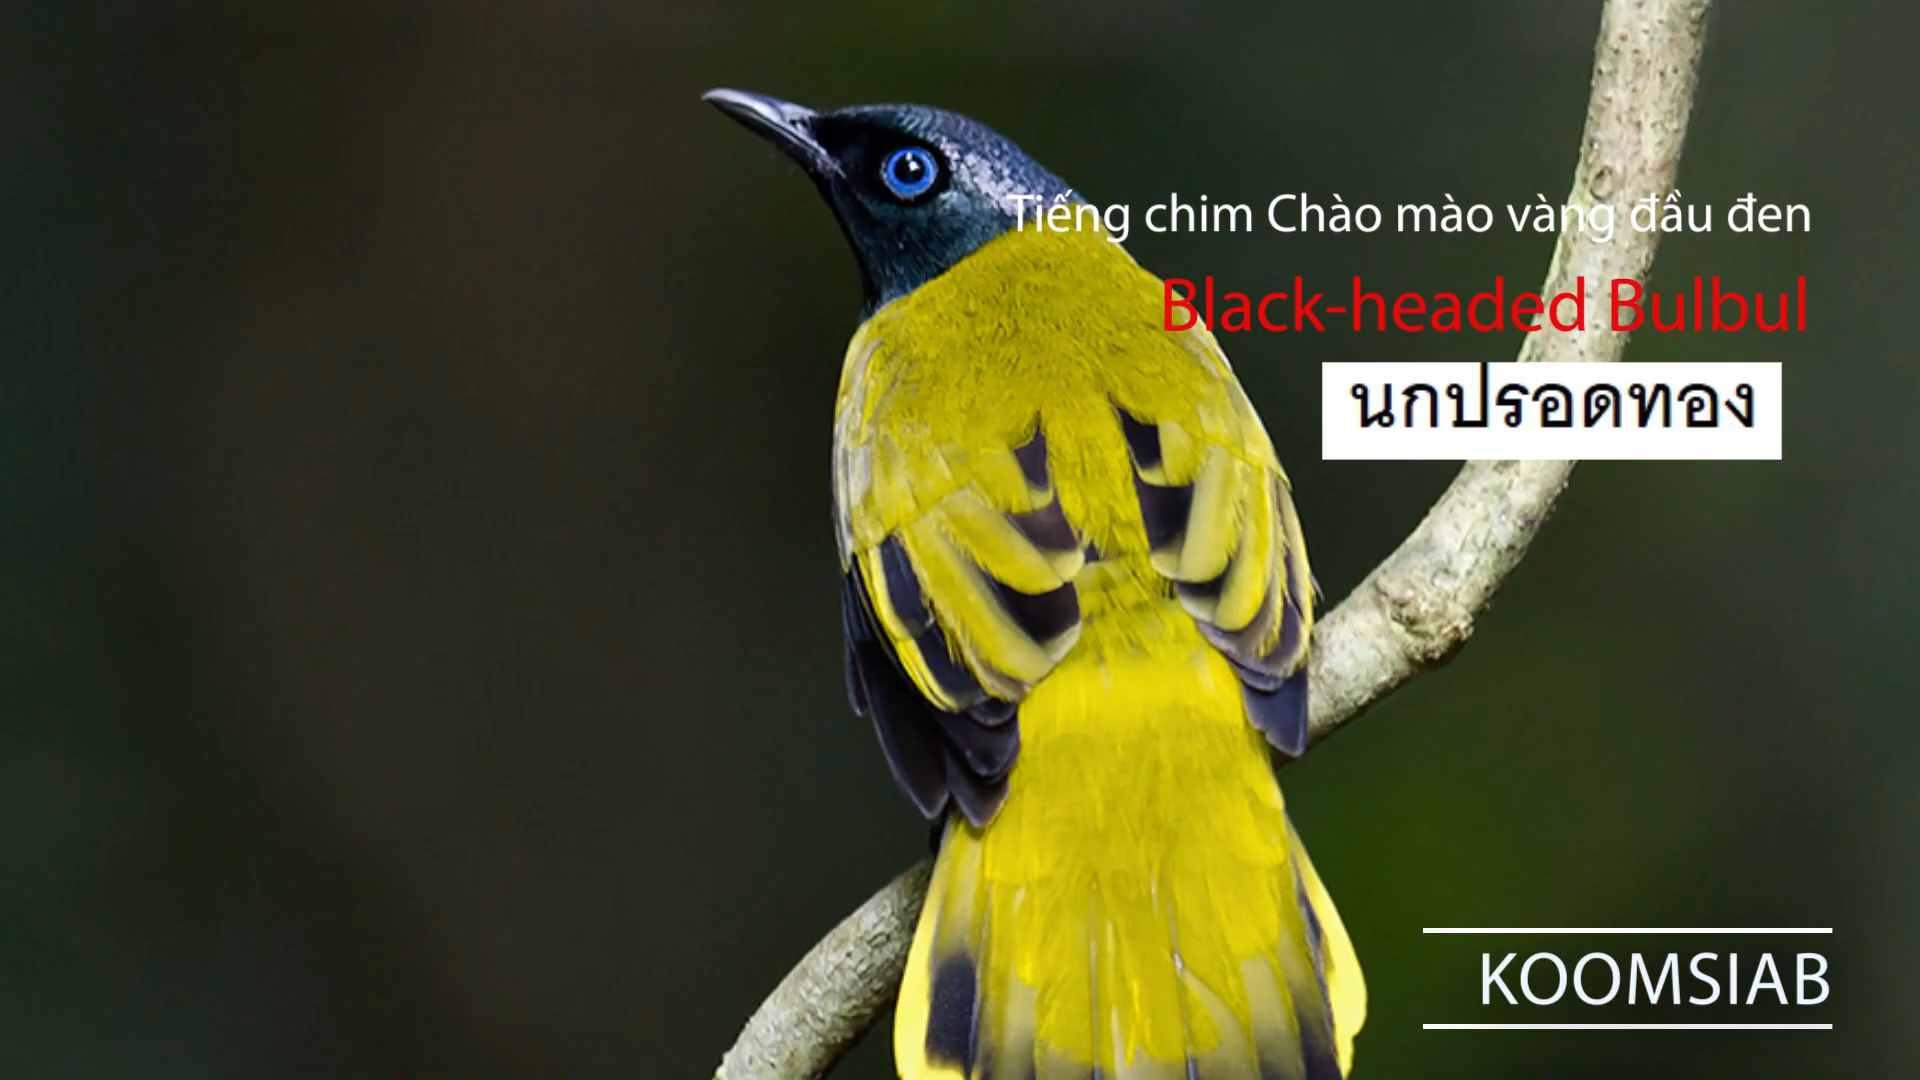 Tiếng chim Chào mào vàng đầu đen
Black-headed Bulbul
นกปรอดทอง
KOOMSIAB